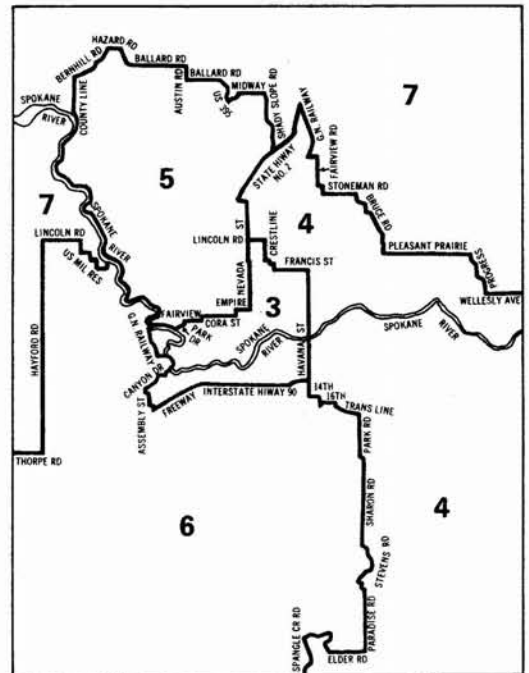 HAZARD RD
BERNHILL RD
BALLARD RD
AUSTIN RD
BALLARD RD
US 395
MIDWAY
SHADY SLOPE RD
COUNTY LINE
SPOKANE
RIVER
G.N. RAILWAY
7
FAIRVIEW RD
5
STATE HIWAY
NO. 2
STONEMAN RD
BRUCE RD
7
4
SPOKANE
RIVER
LINCOLN RD
US MIL RES
ST
NEVADA
LINCOLN RD
CRESTLINE
FRANCIS ST
PLEASANT PRAIRIE
PROGRESS
WELLESLY AVE
HAYFORD RD
EMPIRE
3
FAIRVIEW
CORA ST
PARK
DR
G.N. RAILWAY
SPOKANE
RIVER
HAVANA ST
SPOKANE
RIVER
CANYON DR
ASSEMBLY ST
FREEWAY
INTERSTATE HIWAY 90
14TH
16TH
TRANS LINE
PARK RD
THORPE RD
SHARON RD
6
4
STEVENS RD
PARADISE RD
SPANGLE CR RD
ELDER RD